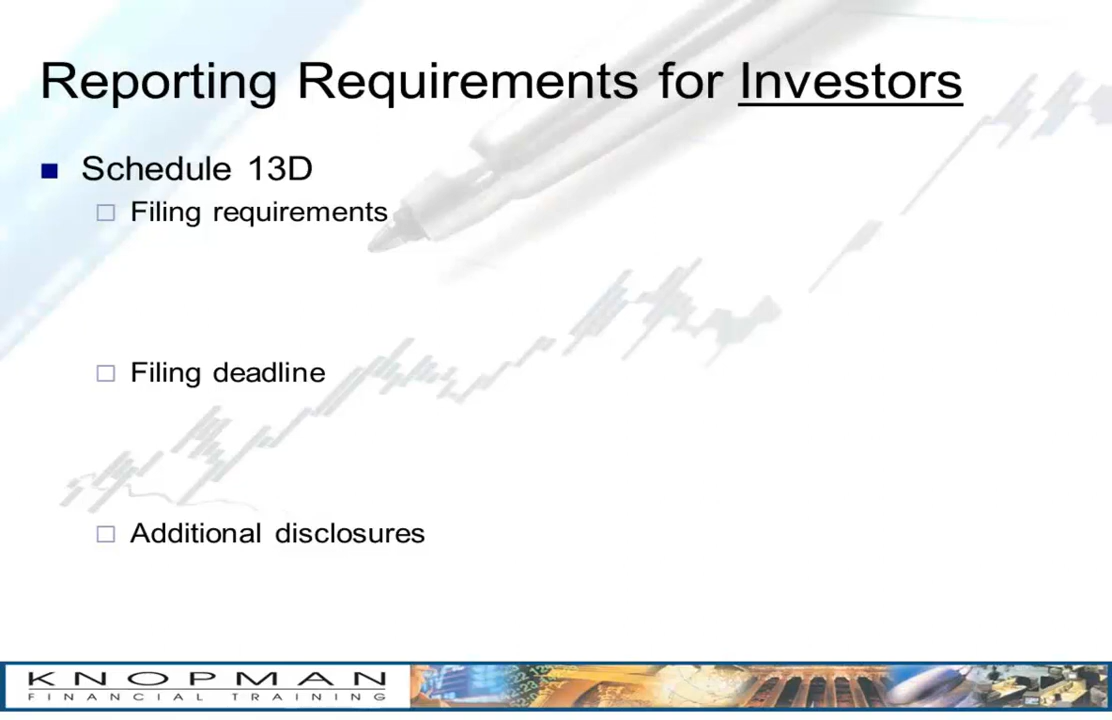 Reporting Requirements for Investors
Schedule 13D
Filing requirements
Filing deadline
Additional disclosures
KNOPMAN
FINANCIAL TRAINING